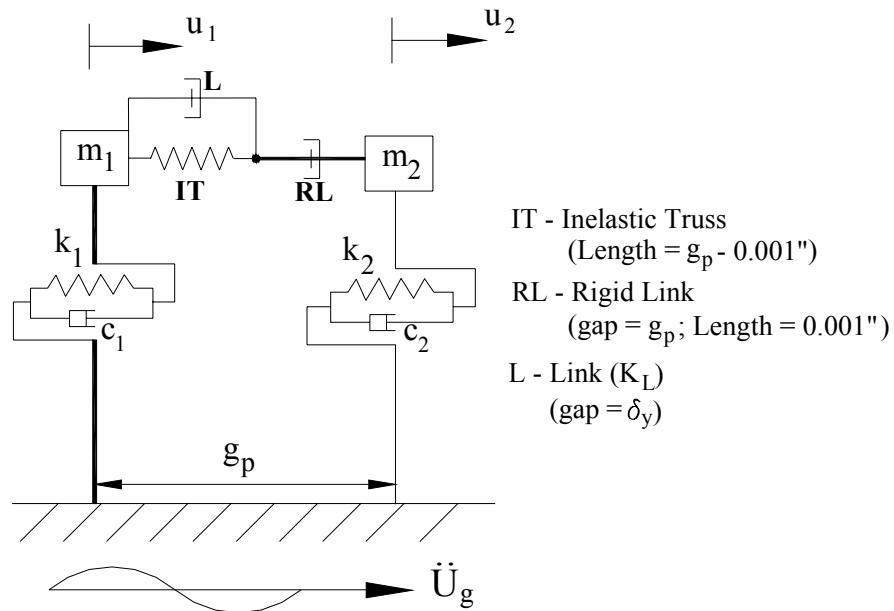 u1 u2
L
m1 m2
IT RL
k1 k2
c1 c2
IT - Inelastic Truss
(Length = gp - 0.001")
RL - Rigid Link
(gap = gp; Length = 0.001")
L - Link (KL)
(gap = δy)
gp
Üg